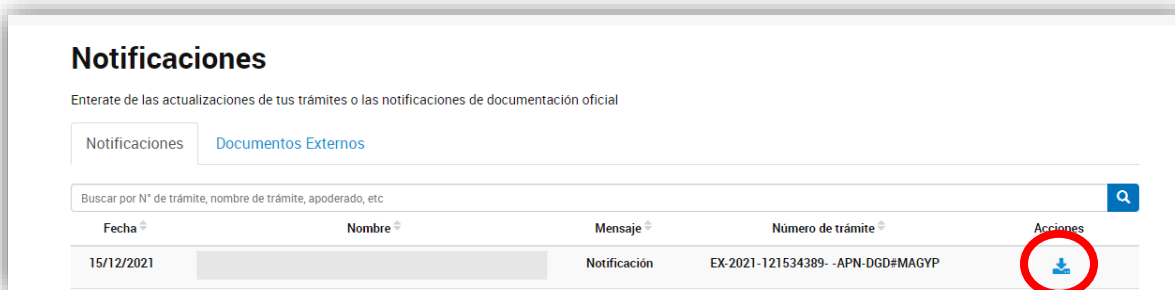 Notificaciones
Enterate de las actualizaciones de tus trámites o las notificaciones de documentación oficial
Notificaciones Documentos Externos
Buscar por N° de trámite, nombre de trámite, apoderado, etc
Fecha Nombre Mensaje Número de trámite Acciones
15/12/2021 Notificación EX-2021-121534389- -APN-DGD#MAGYP